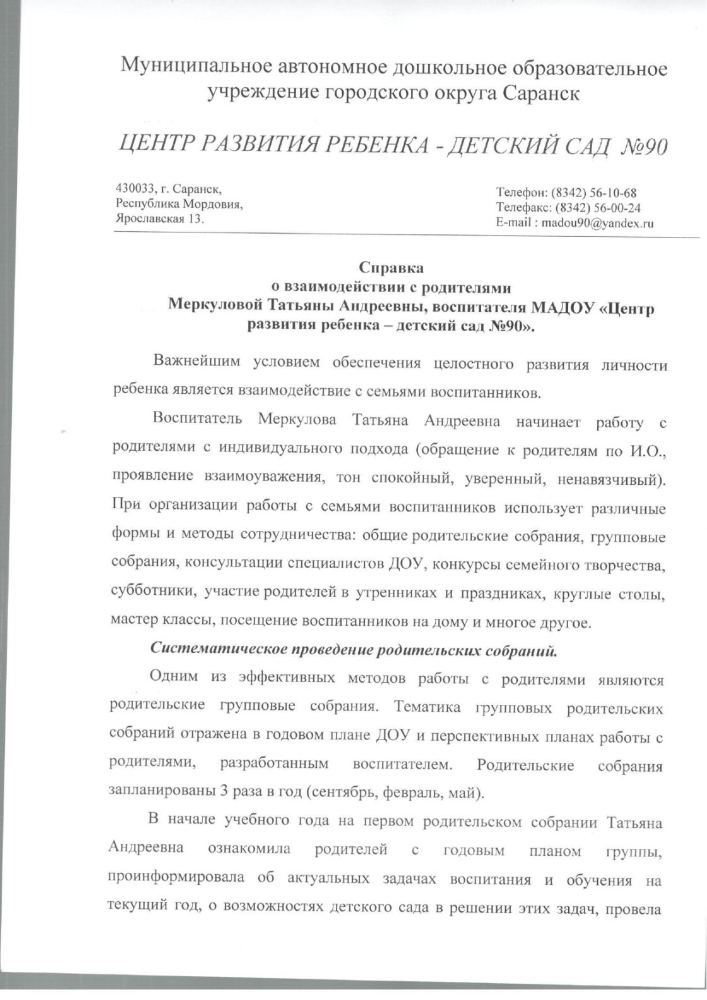 Муниципальное автономное дошкольное образовательное
учреждение городского округа Саранск
ЦЕНТР РАЗВИТИЯ РЕБЕНКА - ДЕТСКИЙ САД №90
430033, г. Саранск,
Республика Мордовия,
Ярославская 13.
Телефон: (8342) 56-10-68
Телефакс: (8342) 56-00-24
E-mail : madou90@yandex.ru
Справка
о взаимодействии с родителями
Меркуловой Татьяны Андреевны, воспитателя МАДОУ «Центр
развития ребенка – детский сад №90».
Важнейшим условием обеспечения целостного развития личности
ребенка является взаимодействие с семьями воспитанников.
Воспитатель Меркулова Татьяна Андреевна начинает работу с
родителями с индивидуального подхода (обращение к родителям по И.О.,
проявление взаимоуважения, тон спокойный, уверенный, ненавязчивый).
При организации работы с семьями воспитанников использует различные
формы и методы сотрудничества: общие родительские собрания, групповые
собрания, консультации специалистов ДОУ, конкурсы семейного творчества,
субботники, участие родителей в утренниках и праздниках, круглые столы,
мастер классы, посещение воспитанников на дому и многое другое.
Систематическое проведение родительских собраний.
Одним из эффективных методов работы с родителями являются
родительские групповые собрания. Тематика групповых родительских
собраний отражена в годовом плане ДОУ и перспективных планах работы с
родителями, разработанным воспитателем. Родительские собрания
запланированы 3 раза в год (сентябрь, февраль, май).
В начале учебного года на первом родительском собрании Татьяна
Андреевна ознакомила родителей с годовым планом группы,
проинформировала об актуальных задачах воспитания и обучения на
текущий год, о возможностях детского сада в решении этих задач, провела